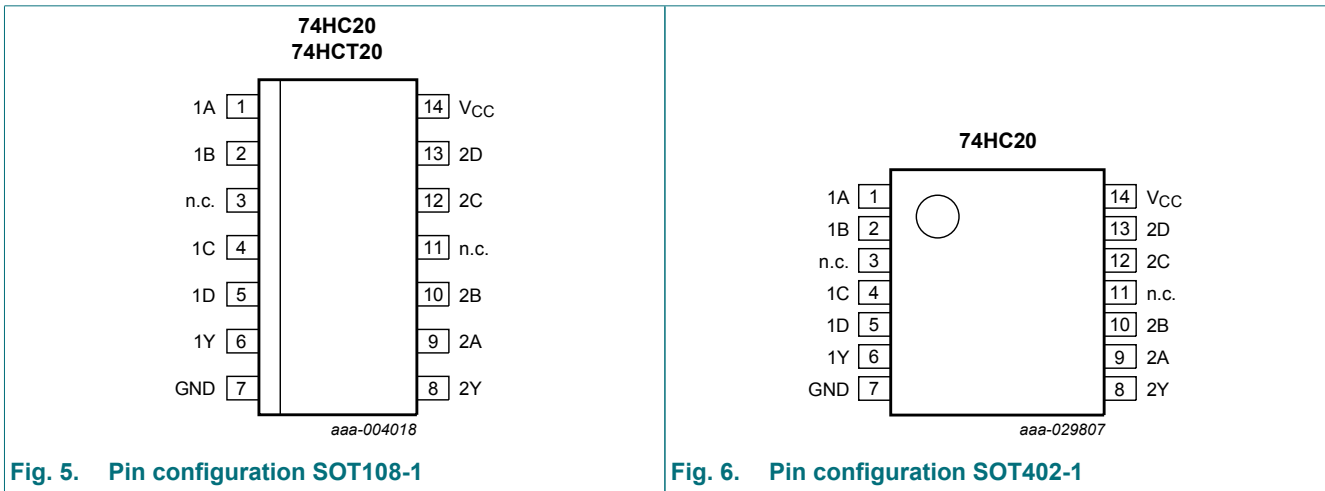 74HC20
74HCT20
1A 1 14 VCC
1B 2 13 2D
n.c. 3 12 2C
1C 4 11 n.c.
1D 5 10 2B
1Y 6 9 2A
GND 7 8 2Y
aaa-004018
Fig. 5. Pin configuration SOT108-1
74HC20
1A 1 14 VCC
1B 2 13 2D
n.c. 3 12 2C
1C 4 11 n.c.
1D 5 10 2B
1Y 6 9 2A
GND 7 8 2Y
aaa-029807
Fig. 6. Pin configuration SOT402-1